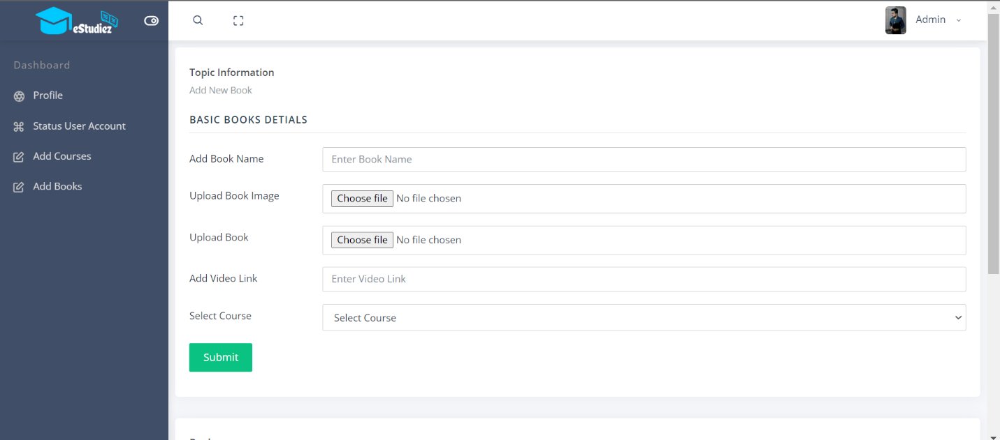 eStudiez
Admin
Dashboard
Profile
Status User Account
Add Courses
Add Books
Topic Information
Add New Book
BASIC BOOKS DETIALS
Add Book Name
Enter Book Name
Upload Book Image
Choose file No file chosen
Upload Book
Choose file No file chosen
Add Video Link
Enter Video Link
Select Course
Select Course
Submit